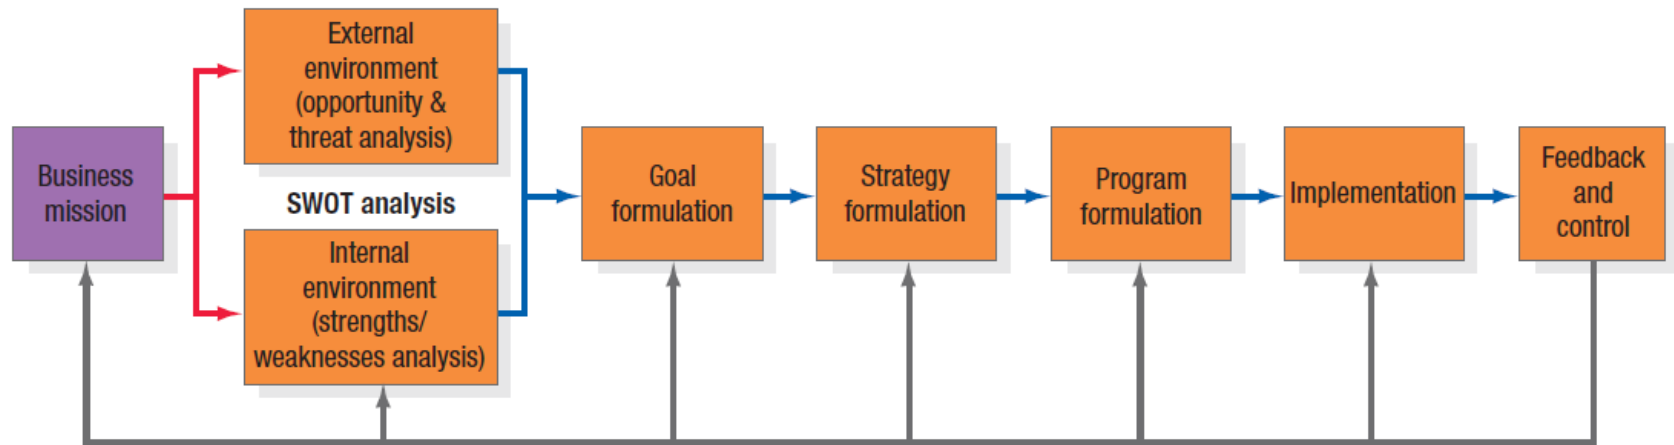 Business
mission
External
environment
(opportunity &
threat analysis)
SWOT analysis
Internal
environment
(strengths/
weaknesses analysis)
Goal
formulation
Strategy
formulation
Program
formulation
Implementation
Feedback
and
control